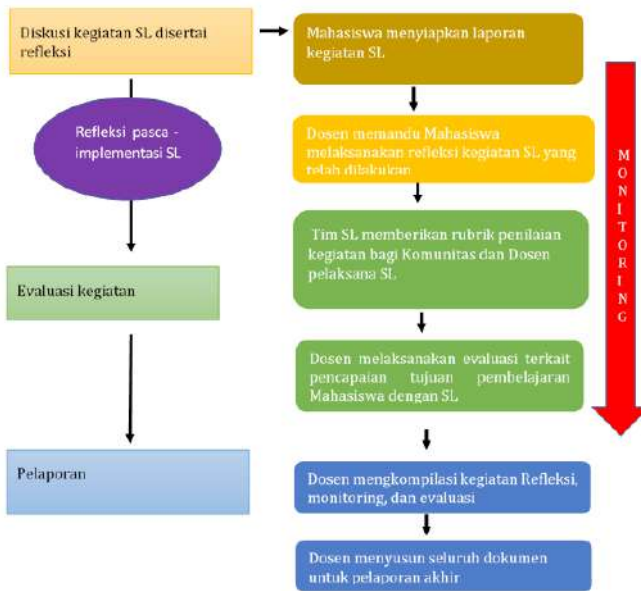 Diskusi kegiatan SL disertai
refleksi
Mahasiswa menyiapkan laporan
kegiatan SL
Refleksi pasca -
implementasi SL
Dosen memandu Mahasiswa
melaksanakan refleksi kegiatan SL yang
telah dilakukan
Tim SL memberikan rubrik penilaian
kegiatan bagi Komunitas dan Dosen
pelaksana SL
Evaluasi kegiatan
Dosen melaksanakan evaluasi terkait
pencapaian tujuan pembelajaran
Mahasiswa dengan SL
Pelaporan
Dosen mengkompilasi kegiatan Refleksi,
monitoring, dan evaluasi
Dosen menyusun seluruh dokumen
untuk pelaporan akhir
MONITORING